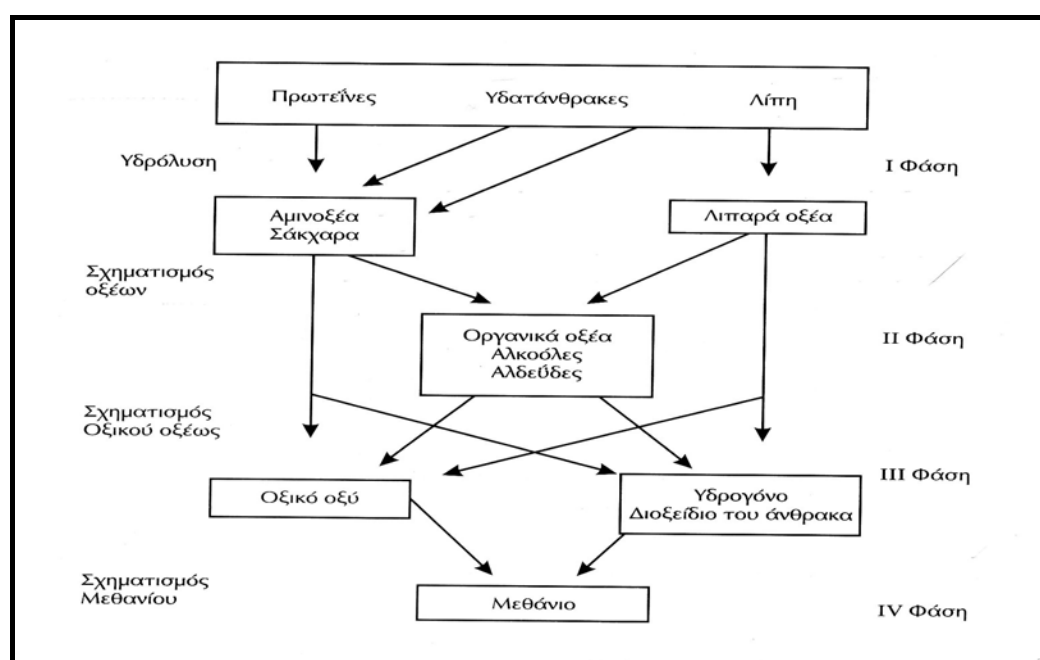 Πρωτεΐνες Υδατάνθρακες Λίπη
Υδρόλυση
Ι Φάση
Αμινοξέα
Σάκχαρα
Λιπαρά οξέα
Σχηματισμός
οξέων
Οργανικά οξέα
Αλκοόλες
Αλδεΰδες
ΙΙ Φάση
Σχηματισμός
Οξικού οξέως
Οξικό οξύ
Υδρογόνο
Διοξείδιο του άνθρακα
ΙΙΙ Φάση
Σχηματισμός
Μεθανίου
Μεθάνιο
IV Φάση